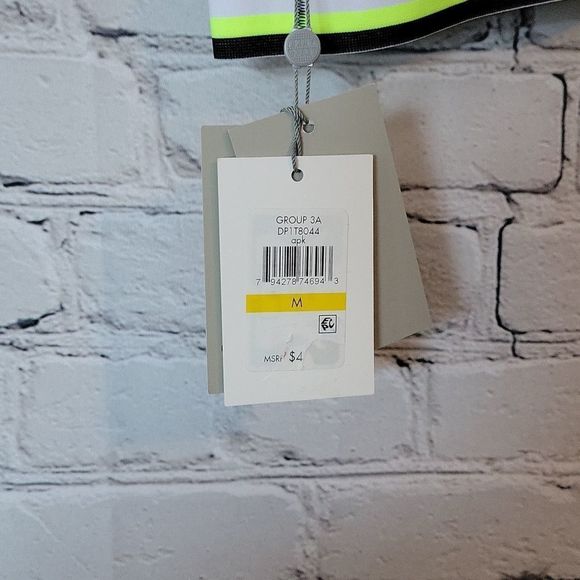 GROUP 3A
DP1T8044
apk
7 94278 74694 3
M
MSRP $4